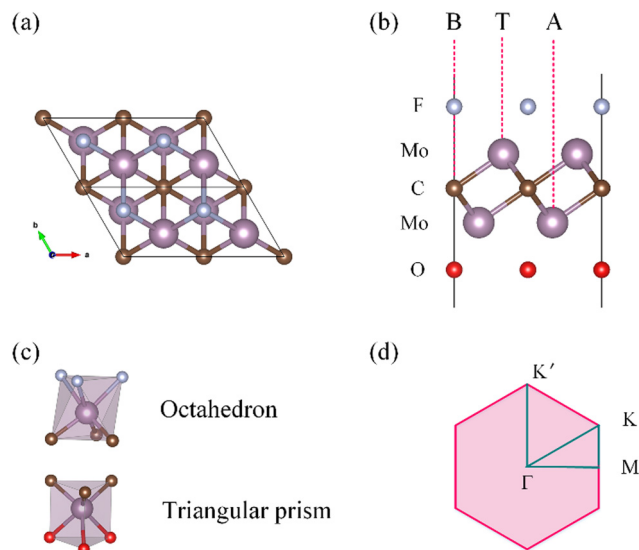 (a)
b
a
(b)
B T A
F
Mo
C
Mo
O
(c)
Octahedron
Triangular prism
(d)
K′
K
Γ
M